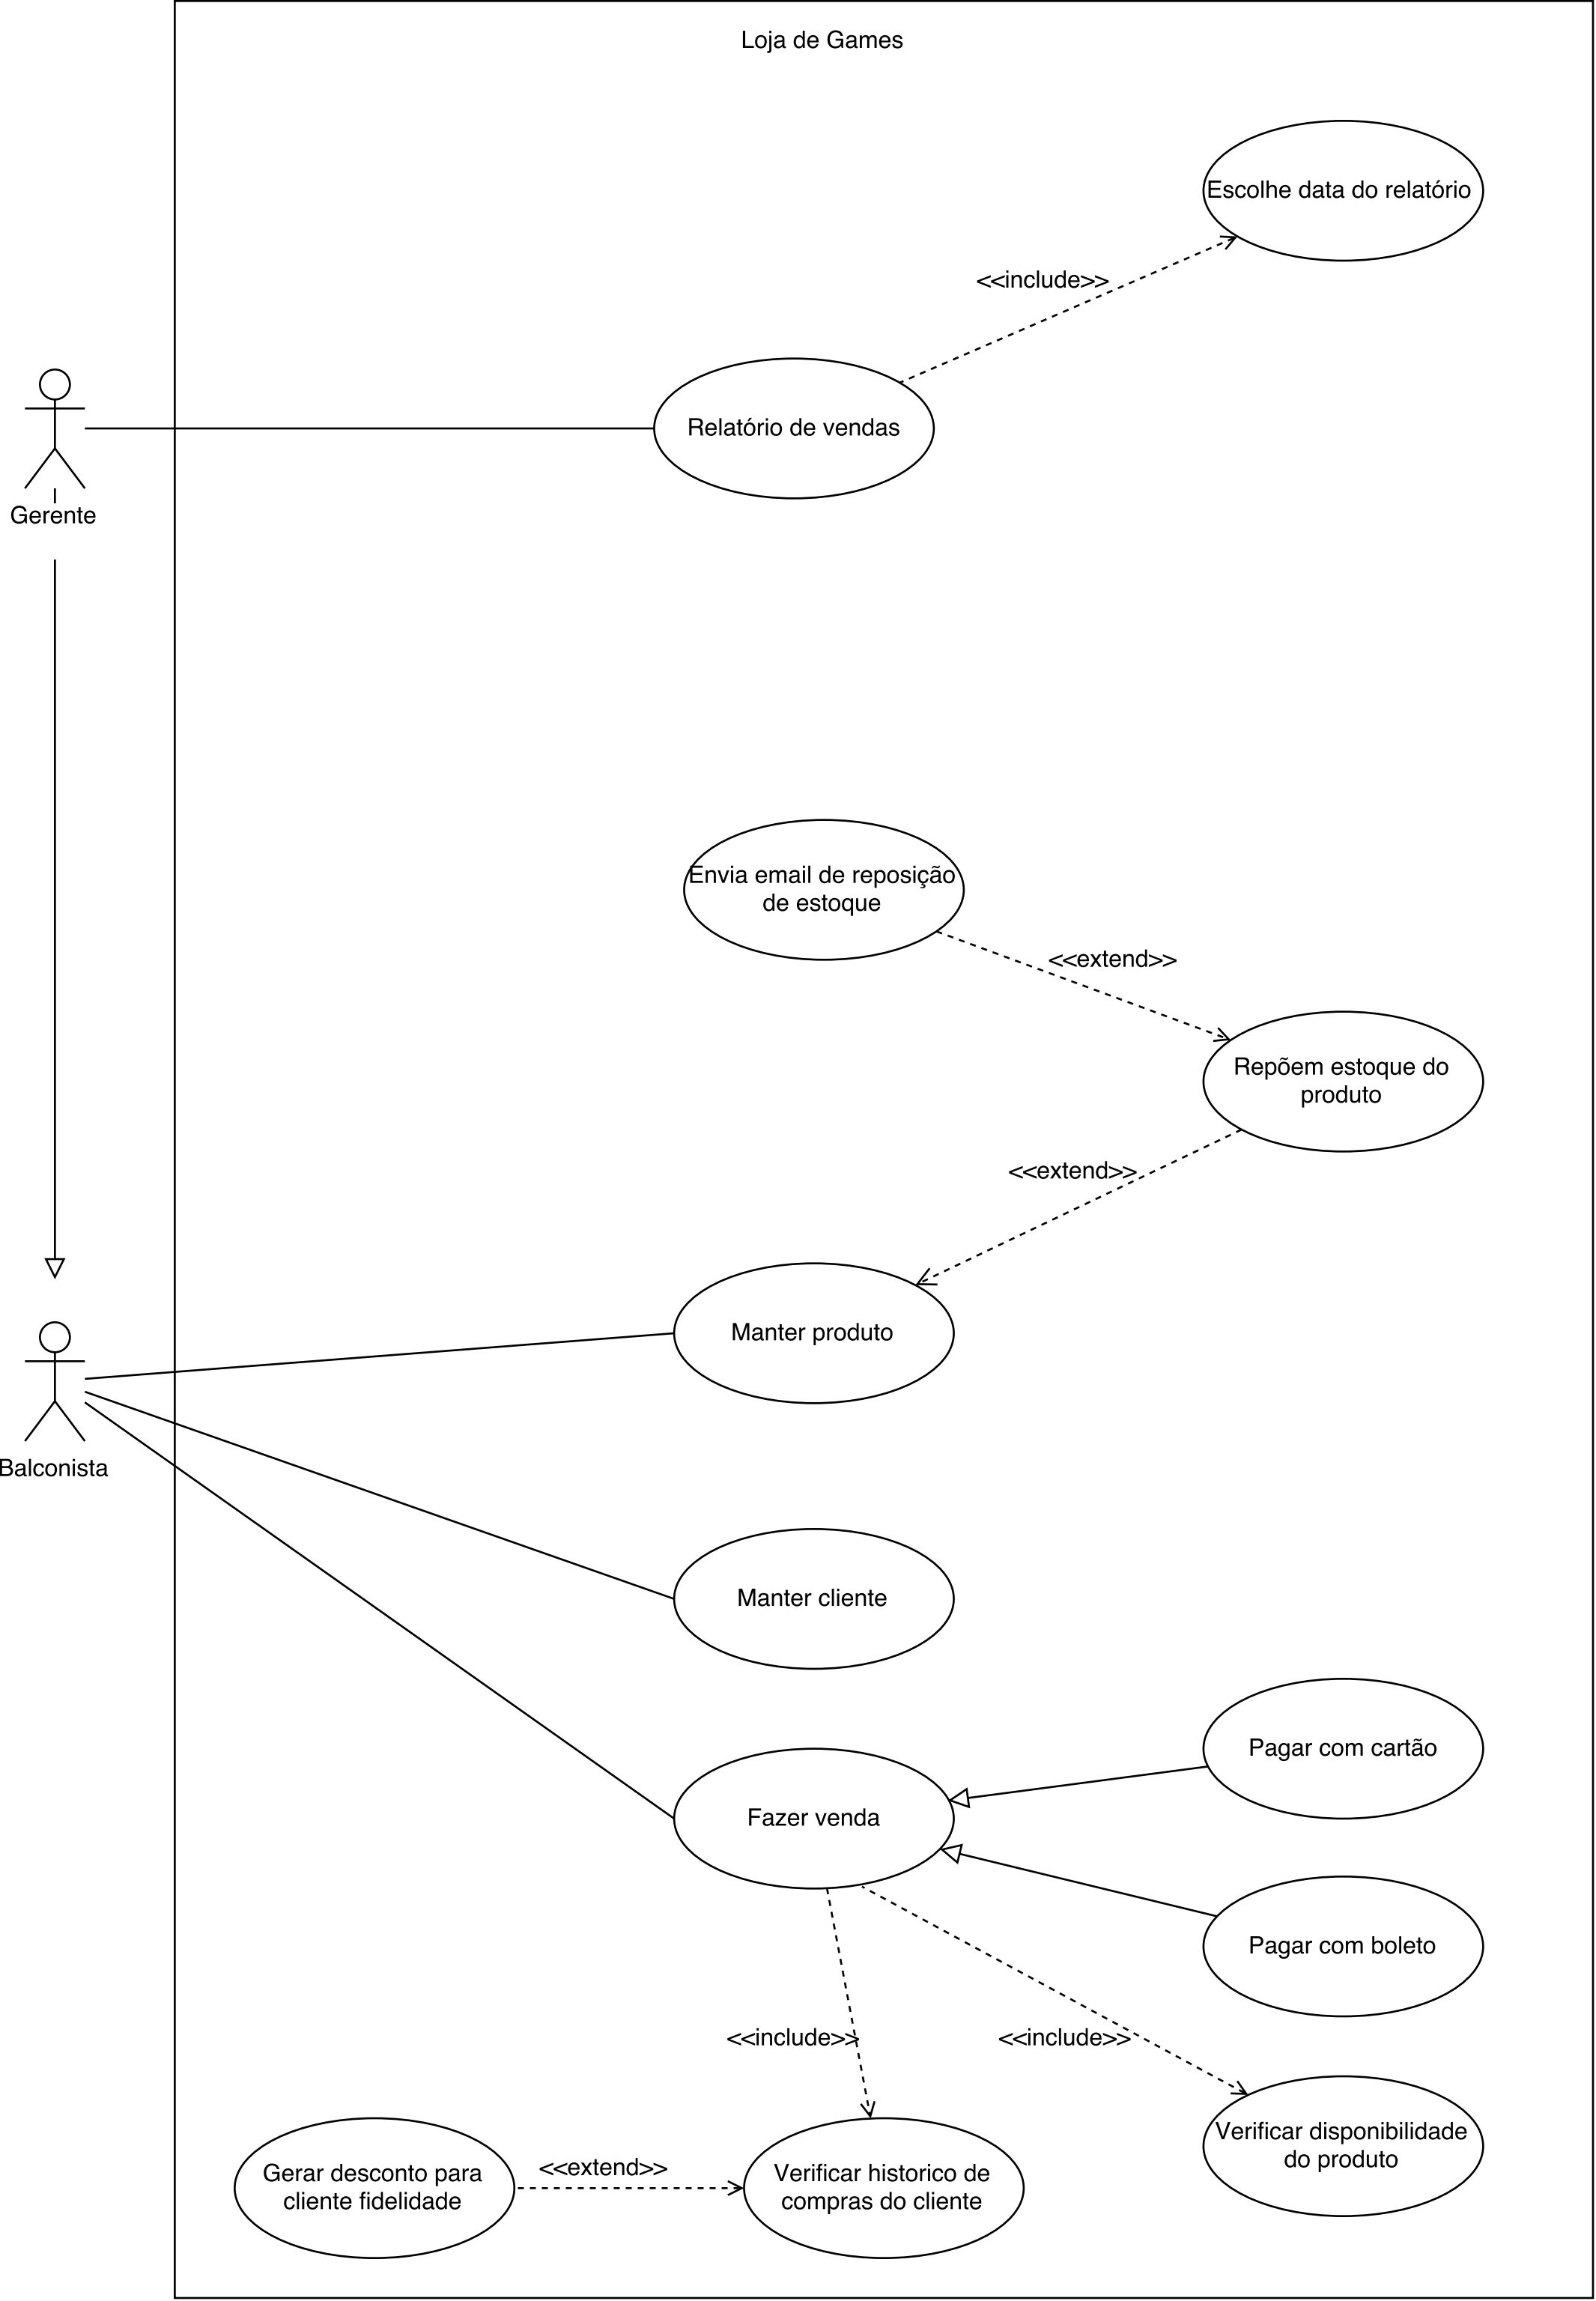 Loja de Games
Escolhe data do relatório
<<include>>
Relatório de vendas
Gerente
Envia email de reposição
de estoque
<<extend>>
Repõem estoque do
produto
<<extend>>
Manter produto
Balconista
Manter cliente
Pagar com cartão
Fazer venda
Pagar com boleto
<<include>>
<<include>>
Verificar disponibilidade
do produto
Gerar desconto para
cliente fidelidade
<<extend>>
Verificar historico de
compras do cliente